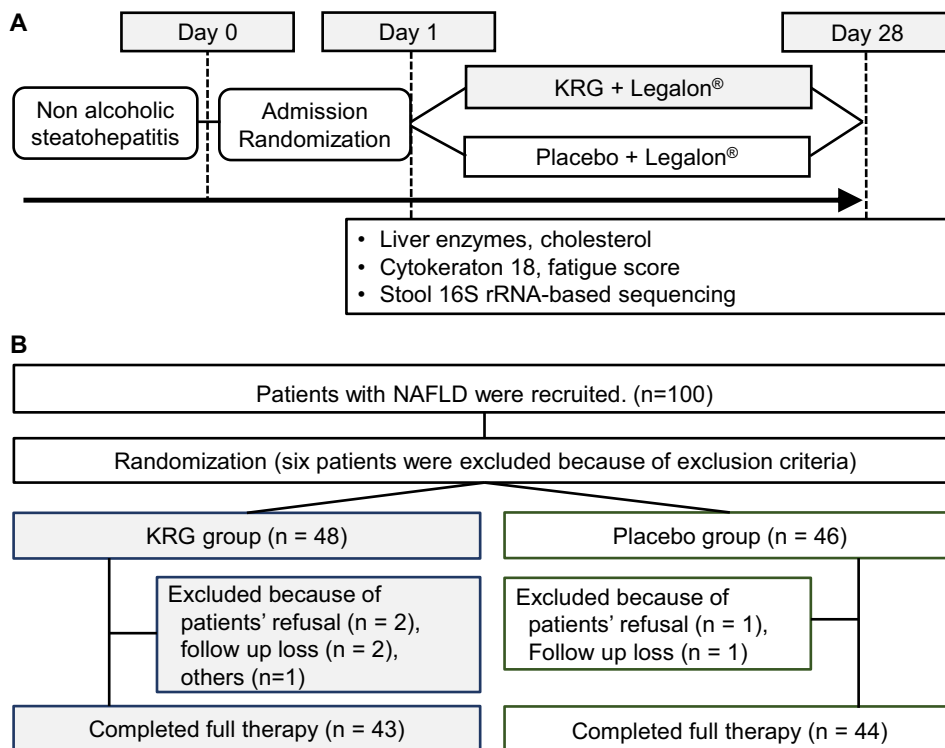 A
Day 0
Day 1
Day 28
Non alcoholic
steatohepatitis
Admission
Randomization
KRG + Legalon®
Placebo + Legalon®
• Liver enzymes, cholesterol
• Cytokeraton 18, fatigue score
• Stool 16S rRNA-based sequencing
B
Patients with NAFLD were recruited. (n=100)
Randomization (six patients were excluded because of exclusion criteria)
KRG group (n = 48)
Placebo group (n = 46)
Excluded because of
patients’ refusal (n = 2),
follow up loss (n = 2),
others (n=1)
Excluded because of
patients’ refusal (n = 1),
Follow up loss (n = 1)
Completed full therapy (n = 43)
Completed full therapy (n = 44)